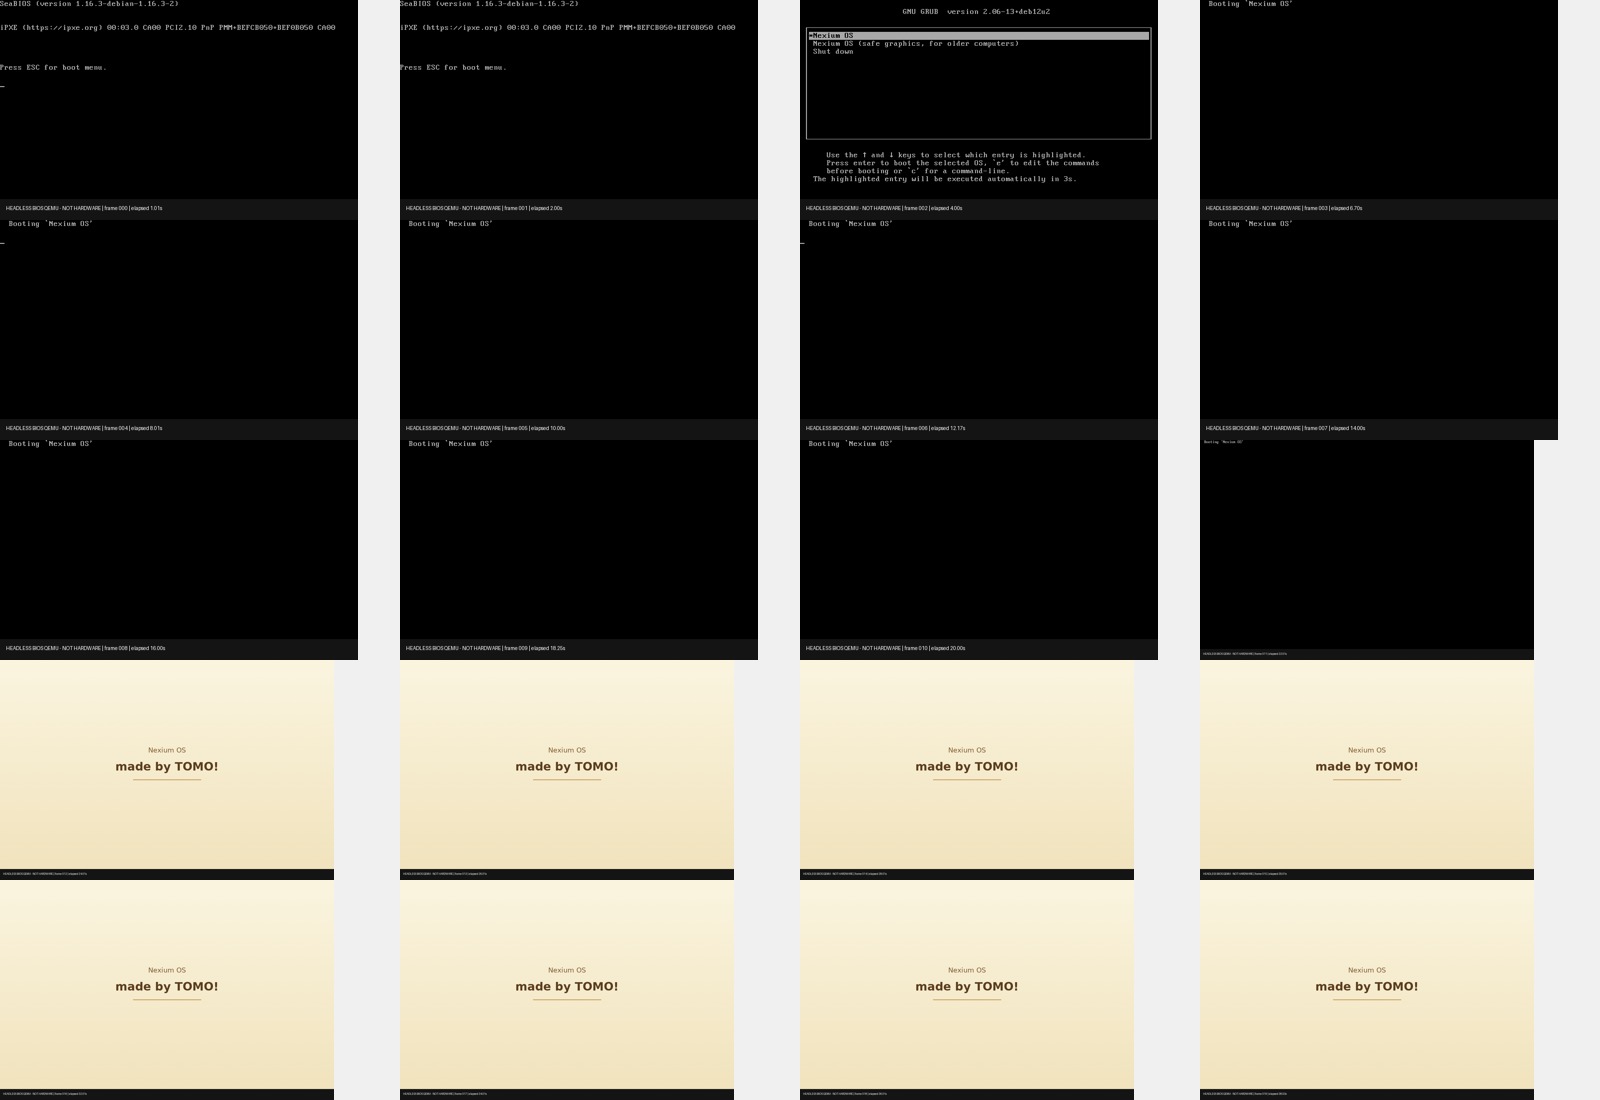 SeaBIOS (version 1.16.3-debian-1.16.3-2)
iPXE (https://ipxe.org) 00:03.0 CA00 PCI2.10 PnP PMM+BEFCB050+BEF0B050 CA00
Press ESC for boot menu.
HEADLESS BIOS QEMU - NOT HARDWARE | frame 000 | elapsed 1.01s
SeaBIOS (version 1.16.3-debian-1.16.3-2)
iPXE (https://ipxe.org) 00:03.0 CA00 PCI2.10 PnP PMM+BEFCB050+BEF0B050 CA00
Press ESC for boot menu.
HEADLESS BIOS QEMU - NOT HARDWARE | frame 001 | elapsed 2.00s
GNU GRUB version 2.06-13+deb12u2
*Nexium OS
Nexium OS (safe graphics, for older computers)
Shut down
Use the ↑ and ↓ keys to select which entry is highlighted.
Press enter to boot the selected OS, `e' to edit the commands
before booting or `c' for a command-line.
The highlighted entry will be executed automatically in 3s.
HEADLESS BIOS QEMU - NOT HARDWARE | frame 002 | elapsed 4.00s
Booting `Nexium OS'
HEADLESS BIOS QEMU - NOT HARDWARE | frame 003 | elapsed 6.70s
Booting `Nexium OS'
HEADLESS BIOS QEMU - NOT HARDWARE | frame 004 | elapsed 8.01s
Booting `Nexium OS'
HEADLESS BIOS QEMU - NOT HARDWARE | frame 005 | elapsed 10.00s
Booting `Nexium OS'
HEADLESS BIOS QEMU - NOT HARDWARE | frame 006 | elapsed 12.17s
Booting `Nexium OS'
HEADLESS BIOS QEMU - NOT HARDWARE | frame 007 | elapsed 14.00s
Booting `Nexium OS'
HEADLESS BIOS QEMU - NOT HARDWARE | frame 008 | elapsed 16.00s
Booting `Nexium OS'
HEADLESS BIOS QEMU - NOT HARDWARE | frame 009 | elapsed 18.25s
Booting `Nexium OS'
HEADLESS BIOS QEMU - NOT HARDWARE | frame 010 | elapsed 20.00s
Booting `Nexium OS'
Nexium OS
made by TOMO!
Nexium OS
made by TOMO!
Nexium OS
made by TOMO!
Nexium OS
made by TOMO!
Nexium OS
made by TOMO!
Nexium OS
made by TOMO!
Nexium OS
made by TOMO!
Nexium OS
made by TOMO!